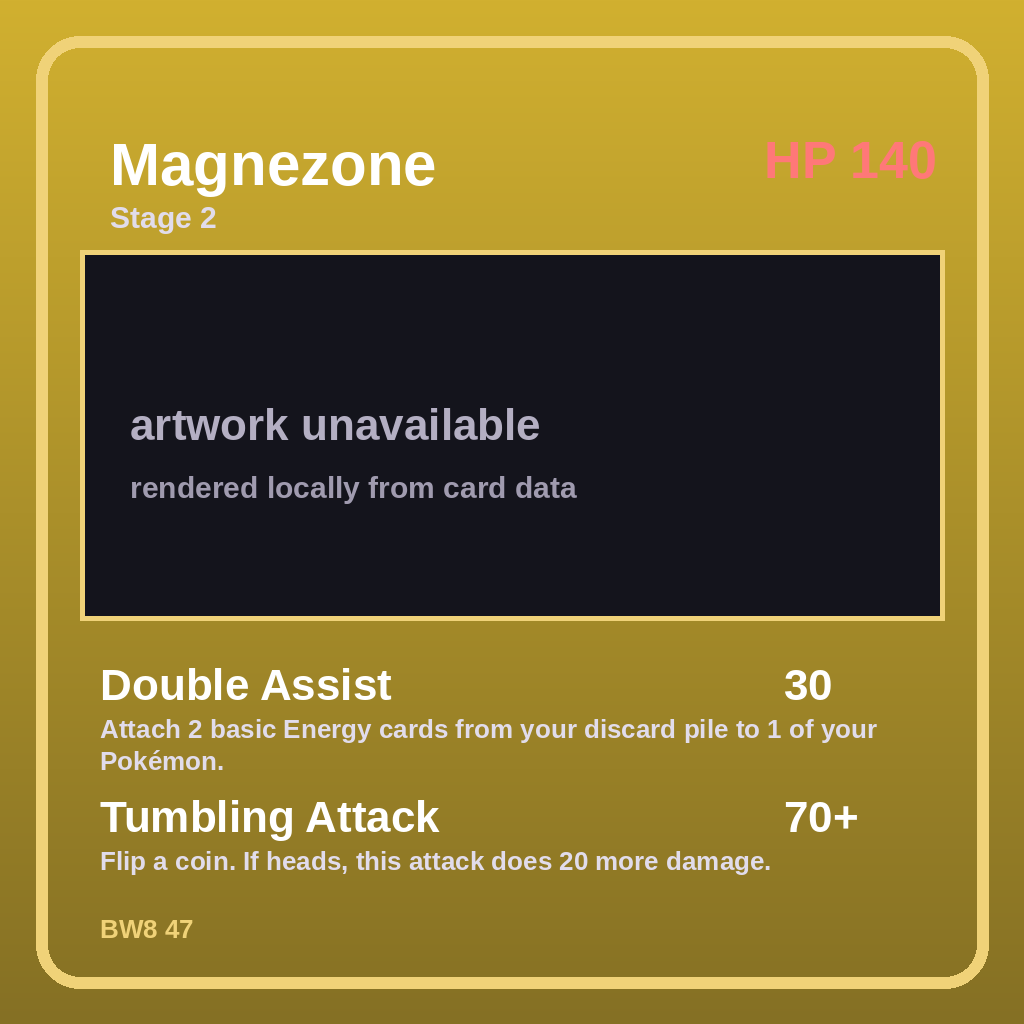 Magnezone
HP 140
Stage 2
artwork unavailable
rendered locally from card data
Double Assist 30
Attach 2 basic Energy cards from your discard pile to 1 of your
Pokémon.
Tumbling Attack 70+
Flip a coin. If heads, this attack does 20 more damage.
BW8 47